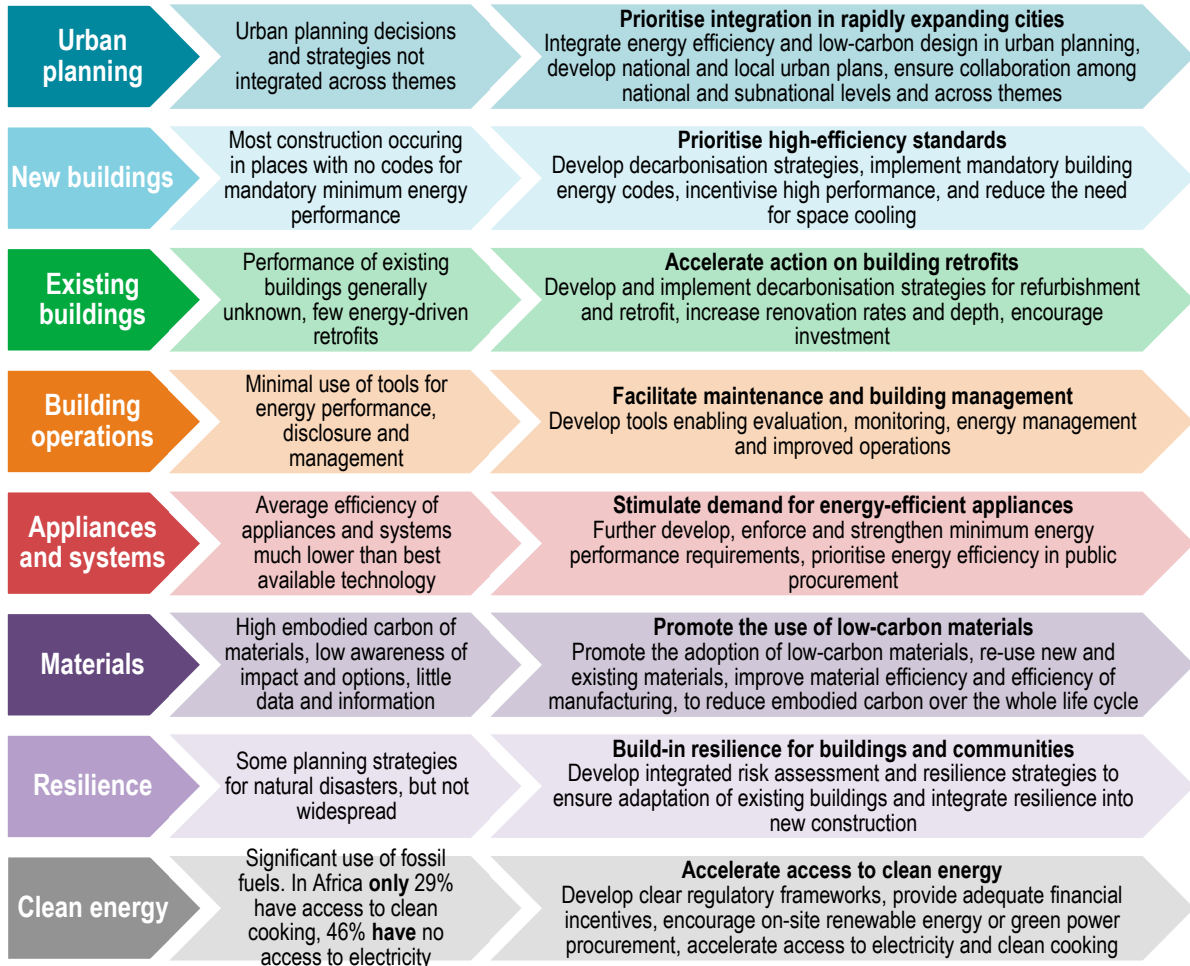 Urban
planning
Urban planning decisions
and strategies not
integrated across themes
Prioritise integration in rapidly expanding cities
Integrate energy efficiency and low-carbon design in urban planning,
develop national and local urban plans, ensure collaboration among
national and subnational levels and across themes
New buildings
Most construction occuring
in places with no codes for
mandatory minimum energy
performance
Prioritise high-efficiency standards
Develop decarbonisation strategies, implement mandatory building
energy codes, incentivise high performance, and reduce the need
for space cooling
Existing
buildings
Performance of existing
buildings generally
unknown, few energy-driven
retrofits
Accelerate action on building retrofits
Develop and implement decarbonisation strategies for refurbishment
and retrofit, increase renovation rates and depth, encourage
investment
Building
operations
Minimal use of tools for
energy performance,
disclosure and
management
Facilitate maintenance and building management
Develop tools enabling evaluation, monitoring, energy management
and improved operations
Appliances
and systems
Average efficiency of
appliances and systems
much lower than best
available technology
Stimulate demand for energy-efficient appliances
Further develop, enforce and strengthen minimum energy
performance requirements, prioritise energy efficiency in public
procurement
Materials
High embodied carbon of
materials, low awareness of
impact and options, little
data and information
Promote the use of low-carbon materials
Promote the adoption of low-carbon materials, re-use new and
existing materials, improve material efficiency and efficiency of
manufacturing, to reduce embodied carbon over the whole life cycle
Resilience
Some planning strategies
for natural disasters, but not
widespread
Build-in resilience for buildings and communities
Develop integrated risk assessment and resilience strategies to
ensure adaptation of existing buildings and integrate resilience into
new construction
Clean energy
Significant use of fossil
fuels. In Africa only 29%
have access to clean
cooking, 46% have no
access to electricity
Accelerate access to clean energy
Develop clear regulatory frameworks, provide adequate financial
incentives, encourage on-site renewable energy or green power
procurement, accelerate access to electricity and clean cooking